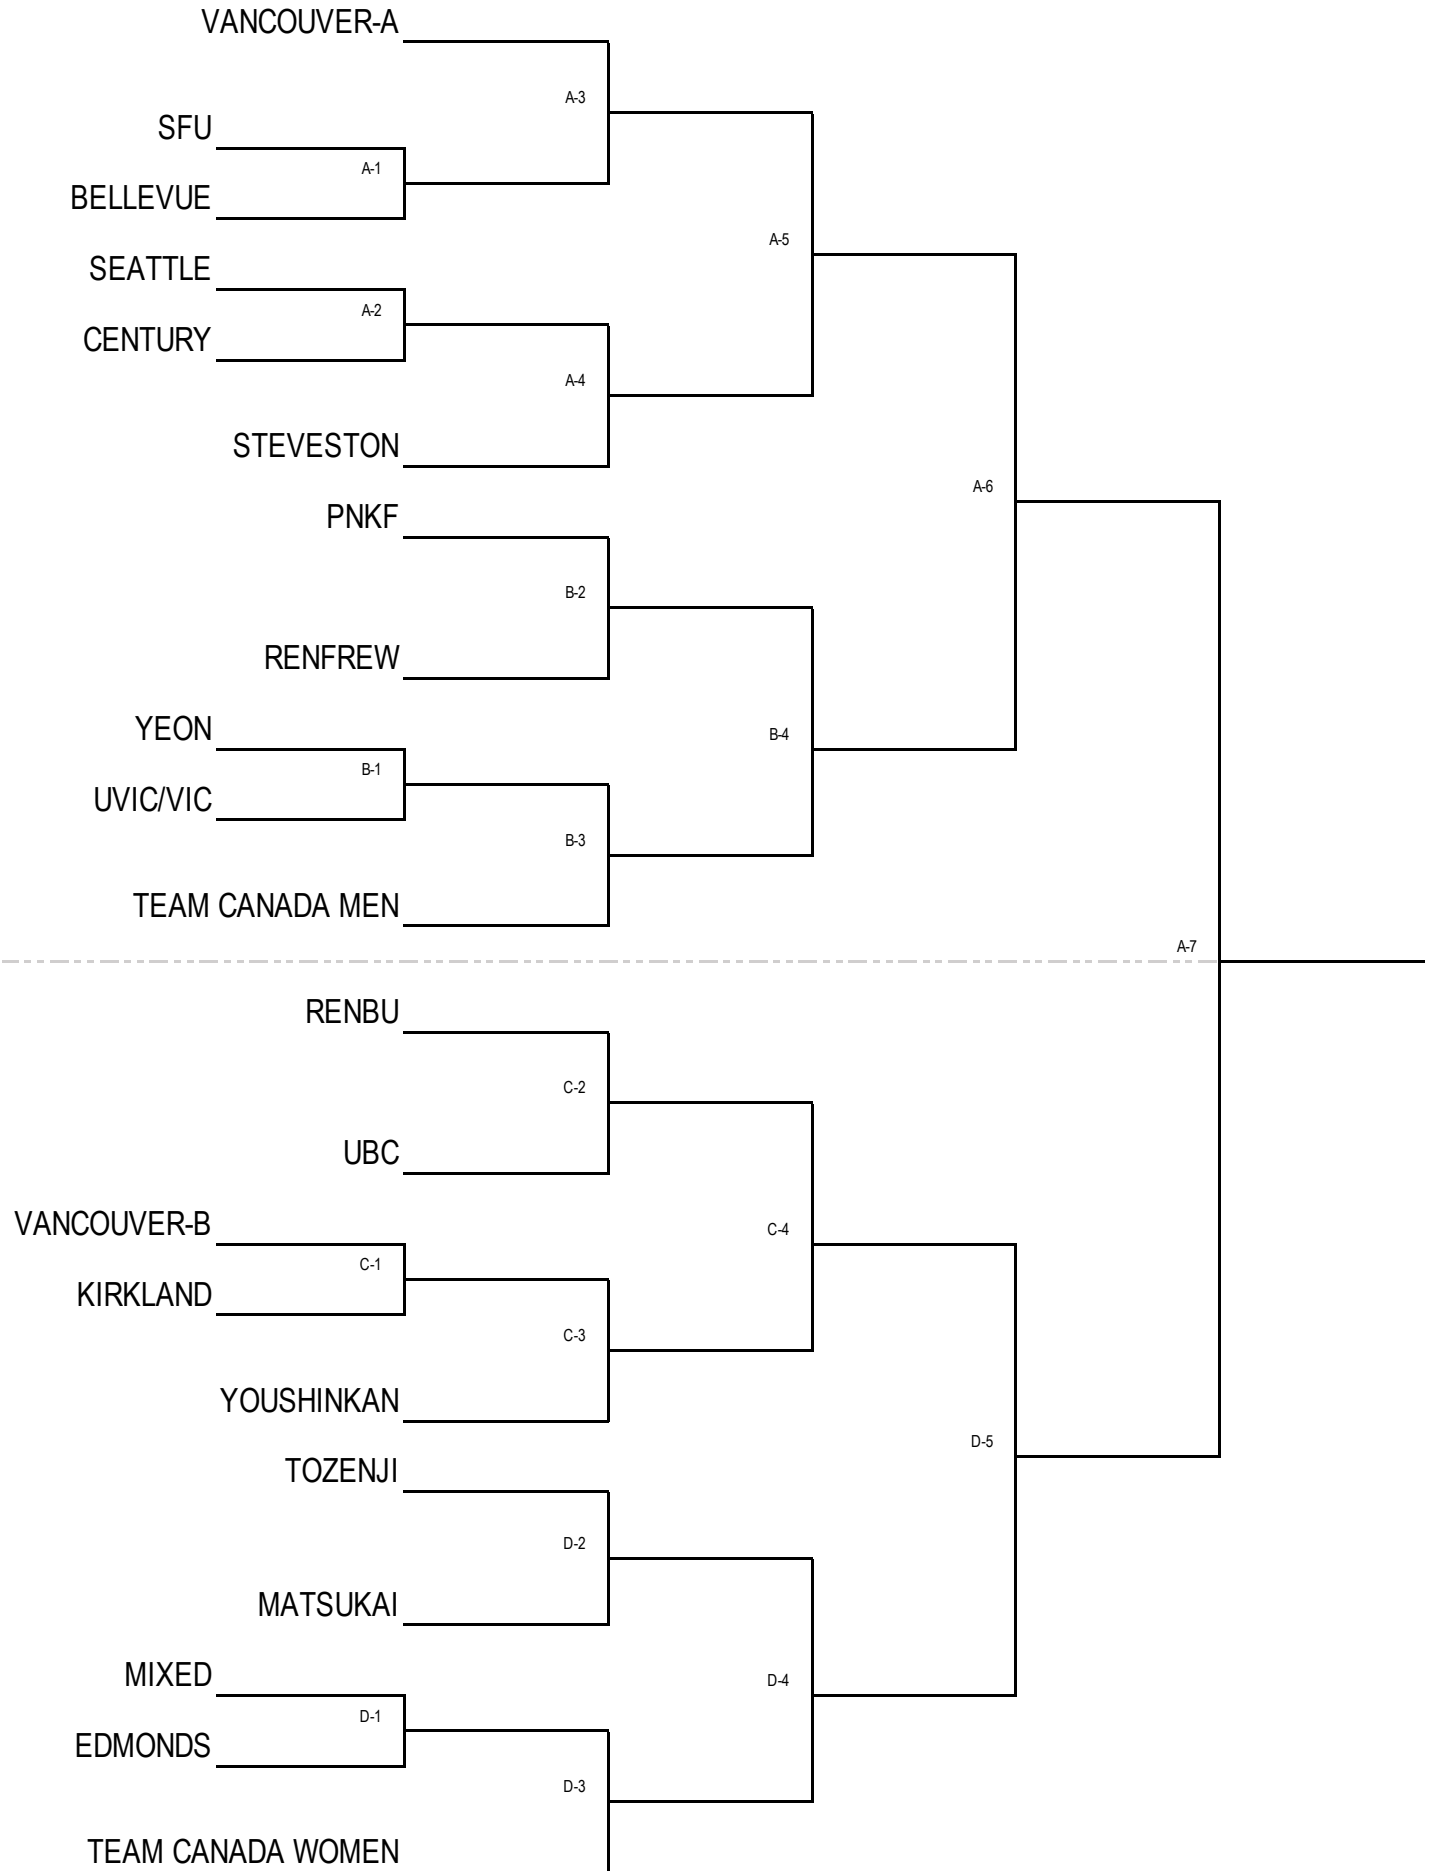 VANCOUVER-A
A-3
SFU
A-1
BELLEVUE
A-5
SEATTLE
A-2
CENTURY
A-4
STEVESTON
A-6
PNKF
B-2
RENFREW
YEON
B-4
B-1
UVIC/VIC
B-3
TEAM CANADA MEN
A-7
RENBU
C-2
UBC
VANCOUVER-B
C-4
C-1
KIRKLAND
C-3
YOUSHINKAN
D-5
TOZENJI
D-2
MATSUKAI
MIXED
D-4
D-1
EDMONDS
D-3
TEAM CANADA WOMEN